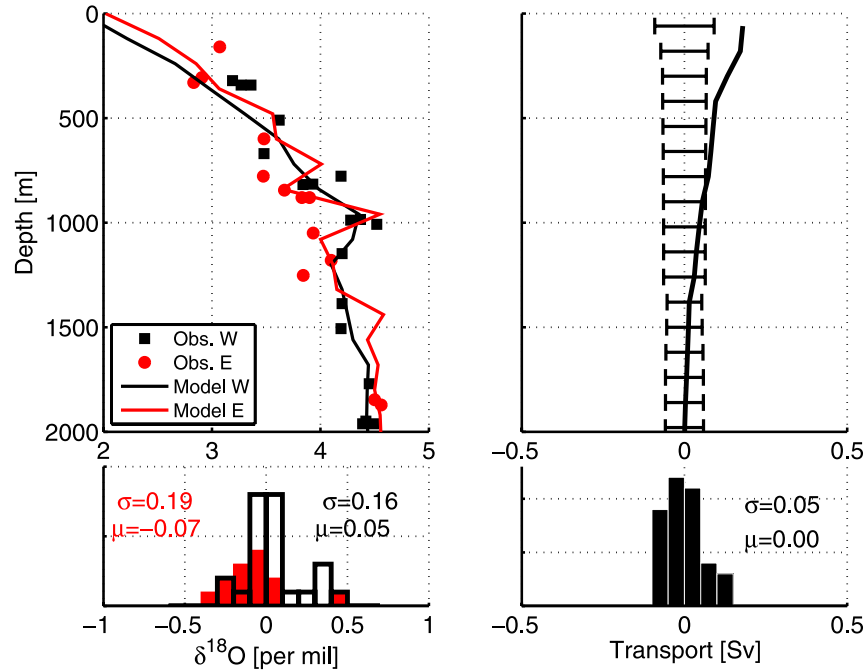 0
500
1000
1500
2000
Depth [m]
Obs. W
Obs. E
Model W
Model E
2 3 4 5
−0.5 0 0.5
σ=0.19
μ=−0.07
σ=0.16
μ=0.05
−1 −0.5 0 0.5 1
δ¹⁸O [per mil]
σ=0.05
μ=0.00
−0.5 0 0.5
Transport [Sv]